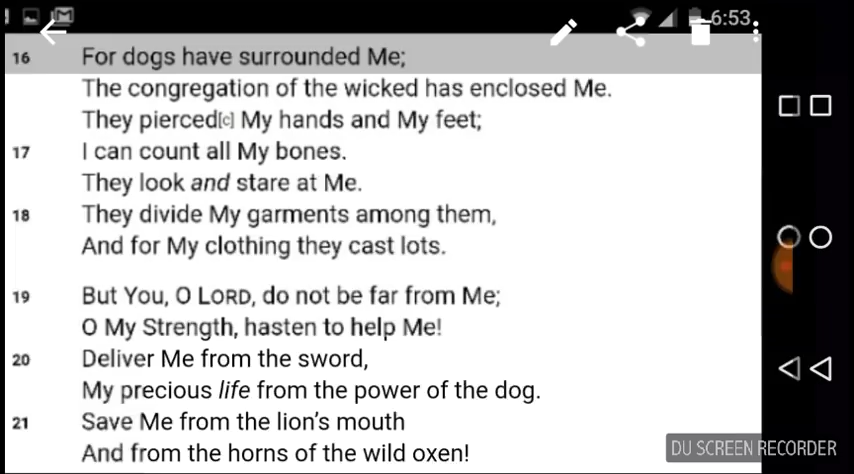 6:53
16 For dogs have surrounded Me;
The congregation of the wicked has enclosed Me.
They pierced[c] My hands and My feet;
17 I can count all My bones.
They look and stare at Me.
18 They divide My garments among them,
And for My clothing they cast lots.
19 But You, O LORD, do not be far from Me;
O My Strength, hasten to help Me!
20 Deliver Me from the sword,
My precious life from the power of the dog.
21 Save Me from the lion's mouth
And from the horns of the wild oxen!
DU SCREEN RECORDER